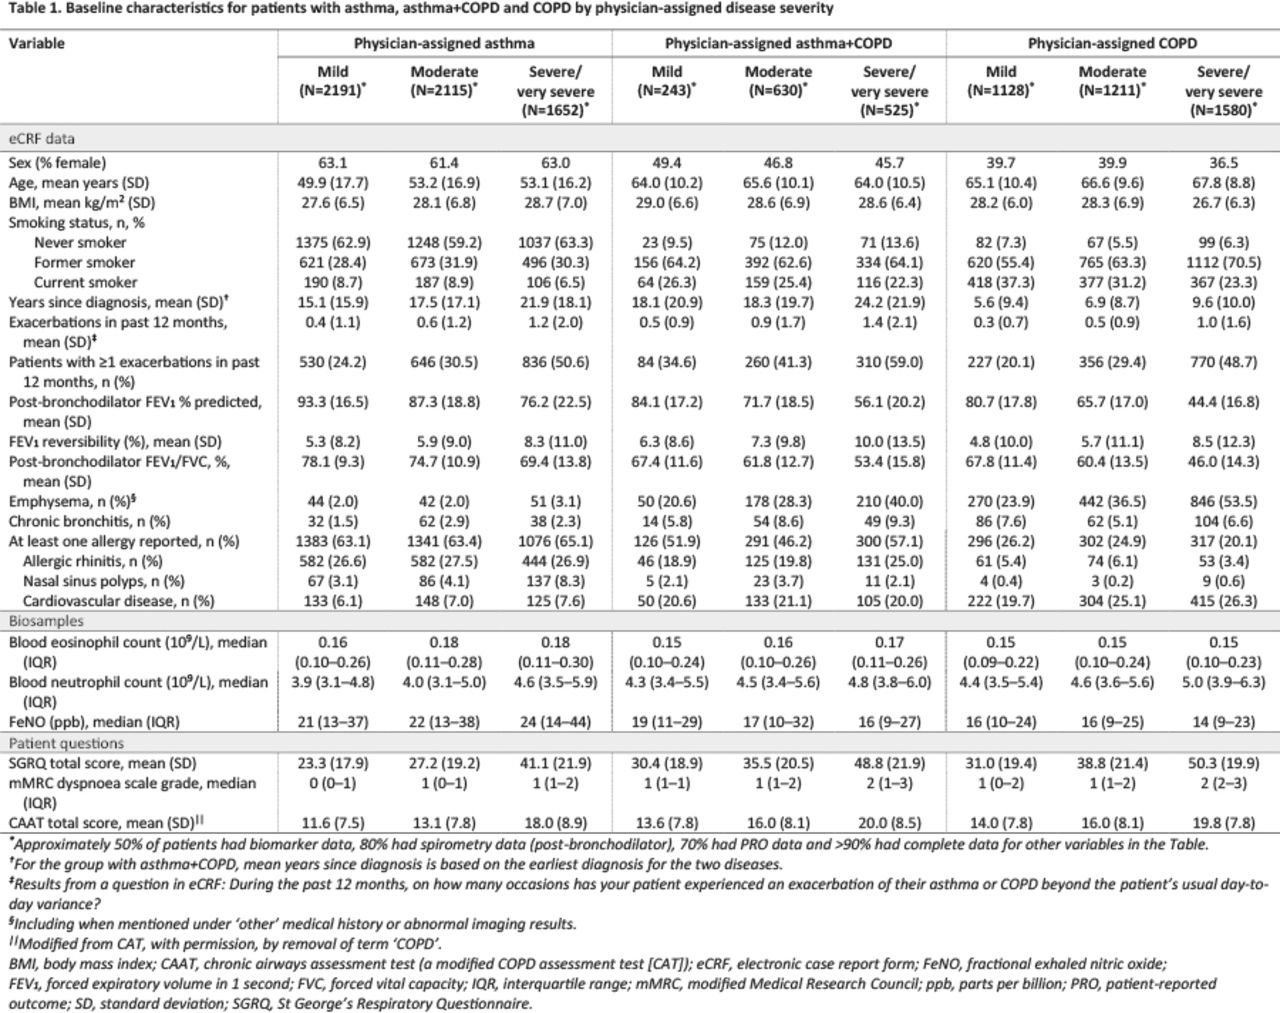 Table 1. Baseline characteristics for patients with asthma, asthma+COPD and COPD by physician-assigned disease severity
Variable Physician-assigned asthma Physician-assigned asthma+COPD Physician-assigned COPD
Mild Moderate Severe/ Mild Moderate Severe/ Mild Moderate Severe/
(N=2191)* (N=2115)* very severe (N=243)* (N=630)* very severe (N=1128)* (N=1211)* very severe
(N=1652)* (N=525)* (N=1580)*
eCRF data
Sex (% female) 63.1 61.4 63.0 49.4 46.8 45.7 39.7 39.9 36.5
Age, mean years (SD) 49.9 (17.7) 53.2 (16.9) 53.1 (16.2) 64.0 (10.2) 65.6 (10.1) 64.0 (10.5) 65.1 (10.4) 66.6 (9.6) 67.8 (8.8)
BMI, mean kg/m² (SD) 27.6 (6.5) 28.1 (6.8) 28.7 (7.0) 29.0 (6.6) 28.6 (6.9) 28.6 (6.4) 28.2 (6.0) 28.3 (6.9) 26.7 (6.3)
Smoking status, n, %
Never smoker 1375 (62.9) 1248 (59.2) 1037 (63.3) 23 (9.5) 75 (12.0) 71 (13.6) 82 (7.3) 67 (5.5) 99 (6.3)
Former smoker 621 (28.4) 673 (31.9) 496 (30.3) 156 (64.2) 392 (62.6) 334 (64.1) 620 (55.4) 765 (63.3) 1112 (70.5)
Current smoker 190 (8.7) 187 (8.9) 106 (6.5) 64 (26.3) 159 (25.4) 116 (22.3) 418 (37.3) 377 (31.2) 367 (23.3)
Years since diagnosis, mean (SD)† 15.1 (15.9) 17.5 (17.1) 21.9 (18.1) 18.1 (20.9) 18.3 (19.7) 24.2 (21.9) 5.6 (9.4) 6.9 (8.7) 9.6 (10.0)
Exacerbations in past 12 months, 0.4 (1.1) 0.6 (1.2) 1.2 (2.0) 0.5 (0.9) 0.9 (1.7) 1.4 (2.1) 0.3 (0.7) 0.5 (0.9) 1.0 (1.6)
mean (SD)‡
Patients with ≥1 exacerbations in past 530 (24.2) 646 (30.5) 836 (50.6) 84 (34.6) 260 (41.3) 310 (59.0) 227 (20.1) 356 (29.4) 770 (48.7)
12 months, n (%)
Post-bronchodilator FEV₁ % predicted, 93.3 (16.5) 87.3 (18.8) 76.2 (22.5) 84.1 (17.2) 71.7 (18.5) 56.1 (20.2) 80.7 (17.8) 65.7 (17.0) 44.4 (16.8)
mean (SD)
FEV₁ reversibility (%), mean (SD) 5.3 (8.2) 5.9 (9.0) 8.3 (11.0) 6.3 (8.6) 7.3 (9.8) 10.0 (13.5) 4.8 (10.0) 5.7 (11.1) 8.5 (12.3)
Post-bronchodilator FEV₁/FVC, %, 78.1 (9.3) 74.7 (10.9) 69.4 (13.8) 67.4 (11.6) 61.8 (12.7) 53.4 (15.8) 67.8 (11.4) 60.4 (13.5) 46.0 (14.3)
mean (SD)
Emphysema, n (%)§ 44 (2.0) 42 (2.0) 51 (3.1) 50 (20.6) 178 (28.3) 210 (40.0) 270 (23.9) 442 (36.5) 846 (53.5)
Chronic bronchitis, n (%) 32 (1.5) 62 (2.9) 38 (2.3) 14 (5.8) 54 (8.6) 49 (9.3) 86 (7.6) 62 (5.1) 104 (6.6)
At least one allergy reported, n (%) 1383 (63.1) 1341 (63.4) 1076 (65.1) 126 (51.9) 291 (46.2) 300 (57.1) 296 (26.2) 302 (24.9) 317 (20.1)
Allergic rhinitis, n (%) 582 (26.6) 582 (27.5) 444 (26.9) 46 (18.9) 125 (19.8) 131 (25.0) 61 (5.4) 74 (6.1) 53 (3.4)
Nasal sinus polyps, n (%) 67 (3.1) 86 (4.1) 137 (8.3) 5 (2.1) 23 (3.7) 11 (2.1) 4 (0.4) 3 (0.2) 9 (0.6)
Cardiovascular disease, n (%) 133 (6.1) 148 (7.0) 125 (7.6) 50 (20.6) 133 (21.1) 105 (20.0) 222 (19.7) 304 (25.1) 415 (26.3)
Biosamples
Blood eosinophil count (10⁹/L), median 0.16 0.18 0.18 0.15 0.16 0.17 0.15 0.15 0.15
(IQR) (0.10–0.26) (0.11–0.28) (0.11–0.30) (0.10–0.24) (0.10–0.26) (0.11–0.26) (0.09–0.22) (0.10–0.24) (0.10–0.23)
Blood neutrophil count (10⁹/L), median 3.9 (3.1–4.8) 4.0 (3.1–5.0) 4.6 (3.5–5.9) 4.3 (3.4–5.5) 4.5 (3.4–5.6) 4.8 (3.8–6.0) 4.4 (3.5–5.4) 4.6 (3.6–5.6) 5.0 (3.9–6.3)
(IQR)
FeNO (ppb), median (IQR) 21 (13–37) 22 (13–38) 24 (14–44) 19 (11–29) 17 (10–32) 16 (9–27) 16 (10–24) 16 (9–25) 14 (9–23)
Patient questions
SGRQ total score, mean (SD) 23.3 (17.9) 27.2 (19.2) 41.1 (21.9) 30.4 (18.9) 35.5 (20.5) 48.8 (21.9) 31.0 (19.4) 38.8 (21.4) 50.3 (19.9)
mMRC dyspnoea scale grade, median 0 (0–1) 1 (0–1) 1 (1–2) 1 (1–1) 1 (1–2) 2 (1–3) 1 (0–2) 1 (1–2) 2 (2–3)
(IQR)
CAAT total score, mean (SD)|| 11.6 (7.5) 13.1 (7.8) 18.0 (8.9) 13.6 (7.8) 16.0 (8.1) 20.0 (8.5) 14.0 (7.8) 16.0 (8.1) 19.8 (7.8)
*Approximately 50% of patients had biomarker data, 80% had spirometry data (post-bronchodilator), 70% had PRO data and >90% had complete data for other variables in the Table.
†For the group with asthma+COPD, mean years since diagnosis is based on the earliest diagnosis for the two diseases.
‡Results from a question in eCRF: During the past 12 months, on how many occasions has your patient experienced an exacerbation of their asthma or COPD beyond the patient's usual day-to-
day variance?
§Including when mentioned under 'other' medical history or abnormal imaging results.
||Modified from CAT, with permission, by removal of term 'COPD'.
BMI, body mass index; CAAT, chronic airways assessment test (a modified COPD assessment test [CAT]); eCRF, electronic case report form; FeNO, fractional exhaled nitric oxide;
FEV₁, forced expiratory volume in 1 second; FVC, forced vital capacity; IQR, interquartile range; mMRC, modified Medical Research Council; ppb, parts per billion; PRO, patient-reported
outcome; SD, standard deviation; SGRQ, St George's Respiratory Questionnaire.